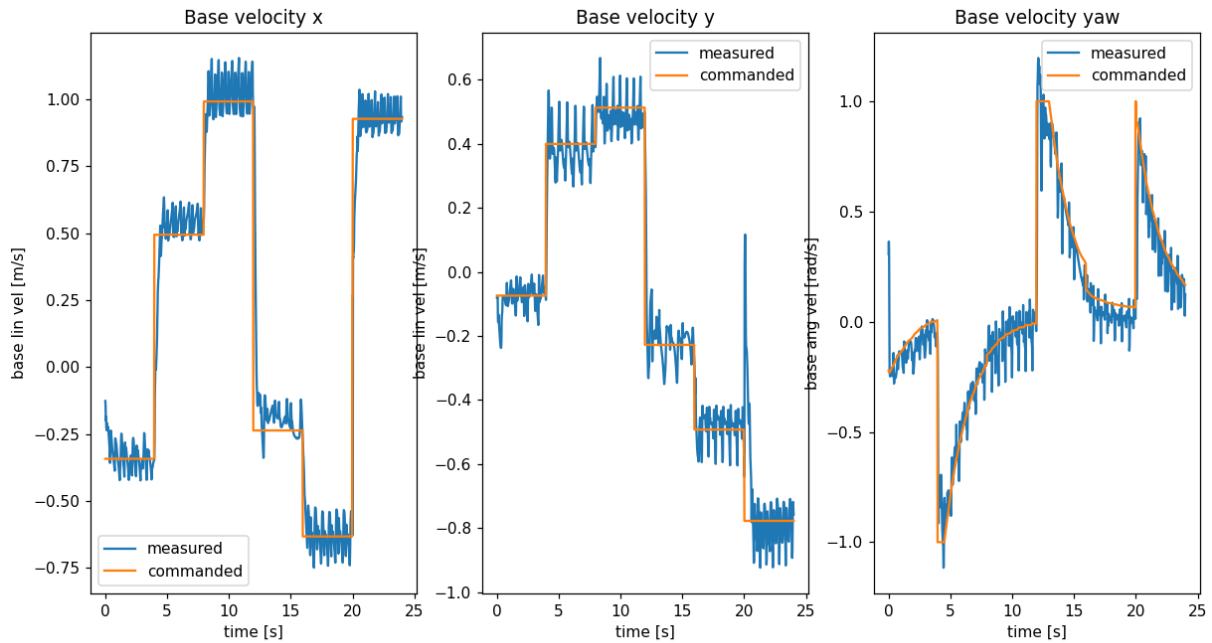 Base velocity x
base lin vel [m/s]
1.00
0.75
0.50
0.25
0.00
−0.25
−0.50
−0.75
measured
commanded
0
5
10
15
20
25
time [s]
Base velocity y
base lin vel [m/s]
0.6
0.4
0.2
0.0
−0.2
−0.4
−0.6
−0.8
−1.0
measured
commanded
0
5
10
15
20
25
time [s]
Base velocity yaw
base ang vel [rad/s]
1.0
0.5
0.0
−0.5
−1.0
measured
commanded
0
5
10
15
20
25
time [s]